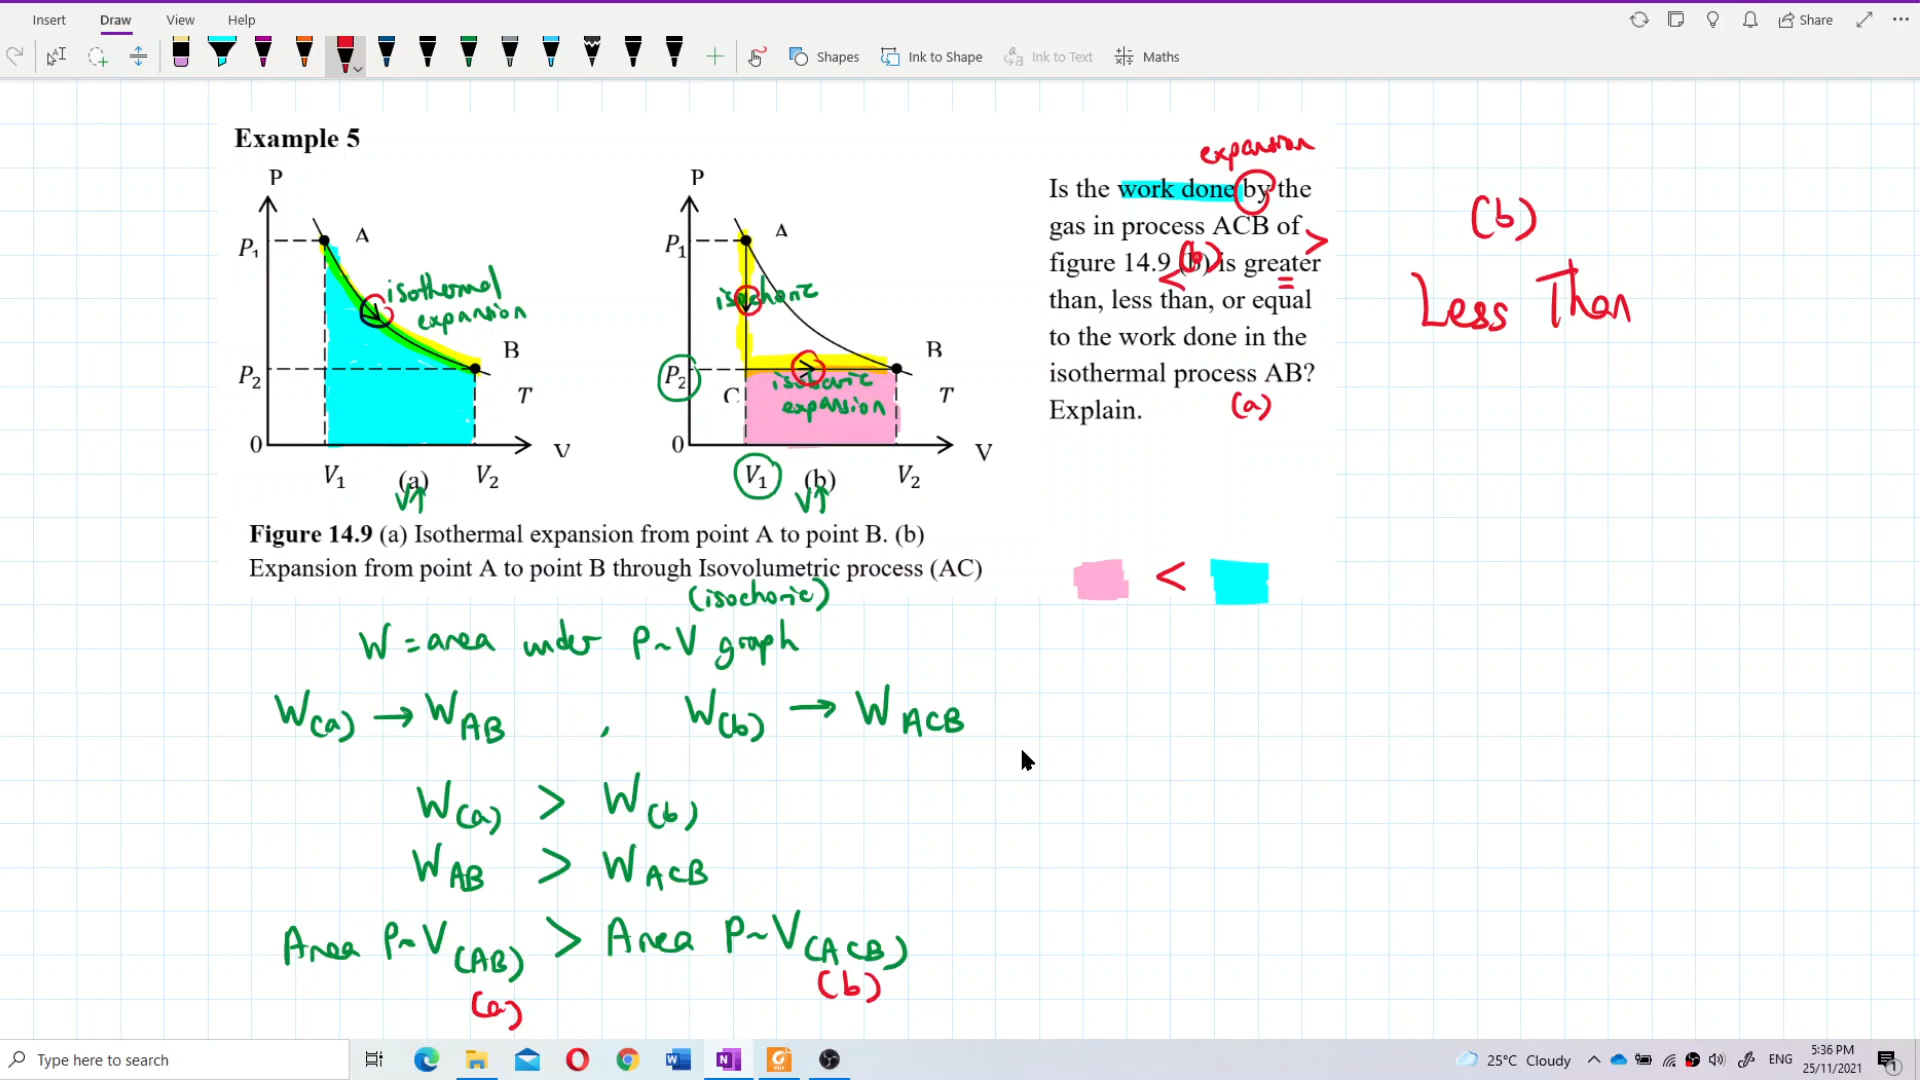 Insert Draw View Help
Share
Shapes Ink to Shape Ink to Text Maths
Example 5
P
P1
A
isothermal
expansion
B
P2
T
0
V
V1 (a) V2
V↑
P
P1
A
isochoric
B
P2
C
isobaric
expansion
T
0
V
V1 (b) V2
V↑
Figure 14.9 (a) Isothermal expansion from point A to point B. (b)
Expansion from point A to point B through Isovolumetric process (AC)
(isochoric)
expansion
Is the work done by the
gas in process ACB of
>
figure 14.9 (b) is greater
< =
than, less than, or equal
to the work done in the
isothermal process AB?
Explain.
(a)
(b)
Less Than
<
W = area under P~V graph
W(a) → WAB , W(b) → WACB
W(a) > W(b)
WAB > WACB
Area P~V(AB) > Area P~V(ACB)
(a) (b)
Type here to search
25°C Cloudy
ENG
5:36 PM
25/11/2021
1